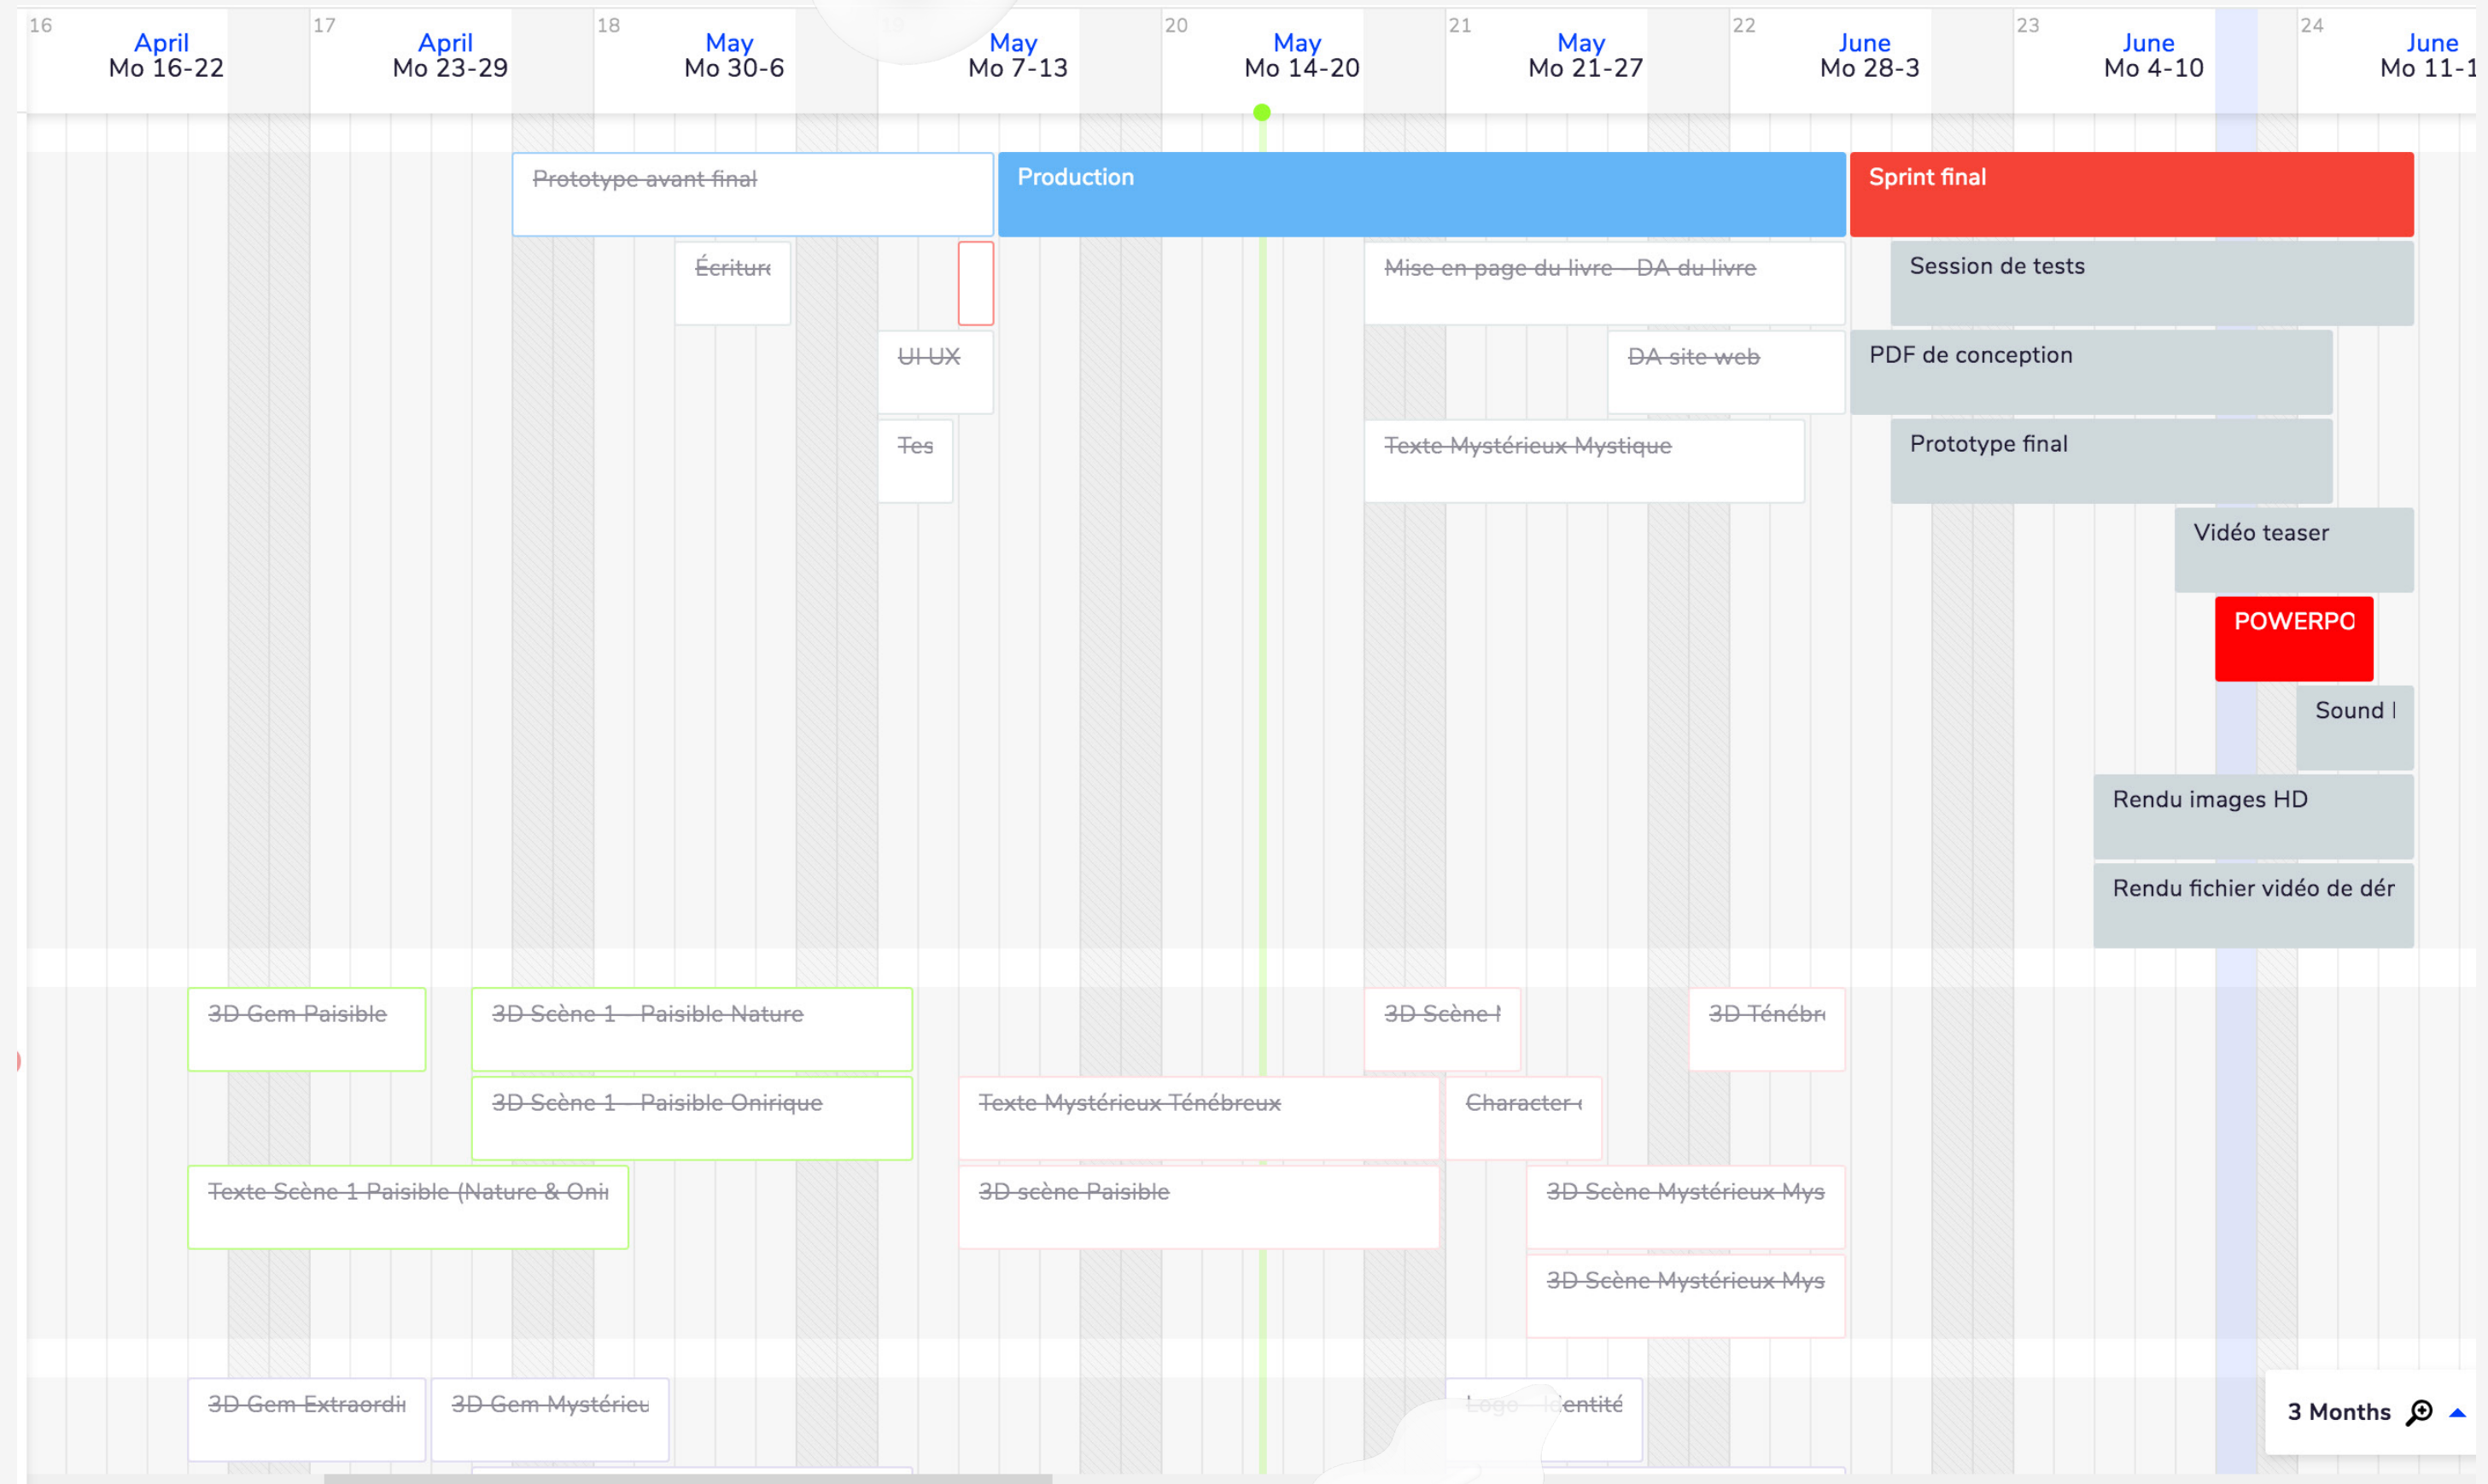 16 17 18 19 20 21 22 23 24
April April May May May May June June June
Mo 16-22 Mo 23-29 Mo 30-6 Mo 7-13 Mo 14-20 Mo 21-27 Mo 28-3 Mo 4-10 Mo 11-1
Prototype avant final Production Sprint final
Écriture Mise en page du livre - DA du livre Session de tests
UI UX DA site web PDF de conception
Tes Texte Mystérieux Mystique Prototype final
Vidéo teaser
POWERPO
Sound
Rendu images HD
Rendu fichier vidéo de dér
3D Gem Paisible 3D Scène 1 - Paisible Nature 3D Scène 3D Ténébr
3D Scène 1 - Paisible Onirique Texte Mystérieux Ténébreux Character
Texte Scène 1 Paisible (Nature & Oni 3D scène Paisible 3D Scène Mystérieux Mys
3D Scène Mystérieux Mys
3D Gem Extraordi 3D Gem Mystérieu Logo - Identité
3 Months